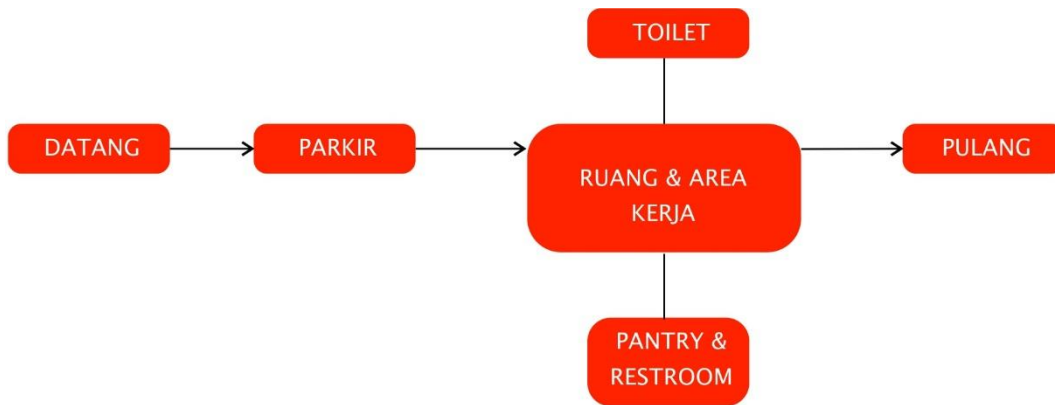 TOILET
DATANG
PARKIR
RUANG & AREA
KERJA
PULANG
PANTRY &
RESTROOM